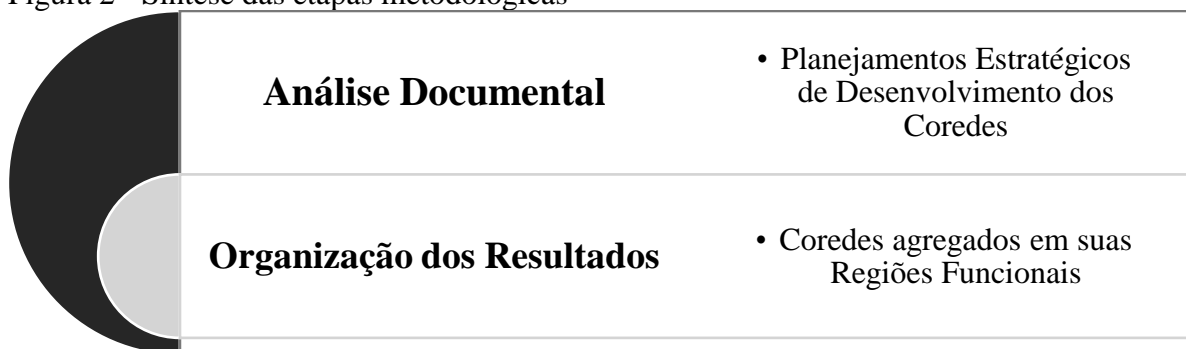 Figura 2 - Síntese das etapas metodológicas
Análise Documental
• Planejamentos Estratégicos
de Desenvolvimento dos
Coredes
Organização dos Resultados
• Coredes agregados em suas
Regiões Funcionais